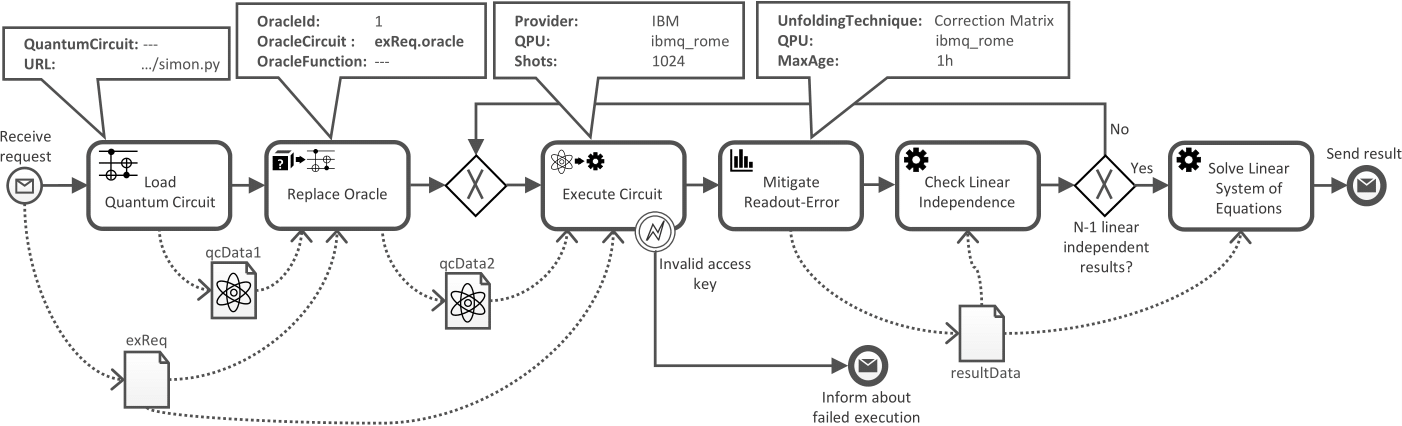 QuantumCircuit: ---
URL: .../simon.py
OracleId: 1
OracleCircuit : exReq.oracle
OracleFunction: ---
Provider: IBM
QPU: ibmq_rome
Shots: 1024
UnfoldingTechnique: Correction Matrix
QPU: ibmq_rome
MaxAge: 1h
Receive
request
Load
Quantum Circuit
?
Replace Oracle
X
Execute Circuit
Mitigate
Readout-Error
Check Linear
Independence
X
No
Yes
N-1 linear
independent
results?
Solve Linear
System of
Equations
Send result
qcData1
qcData2
Invalid access
key
exReq
resultData
Inform about
failed execution